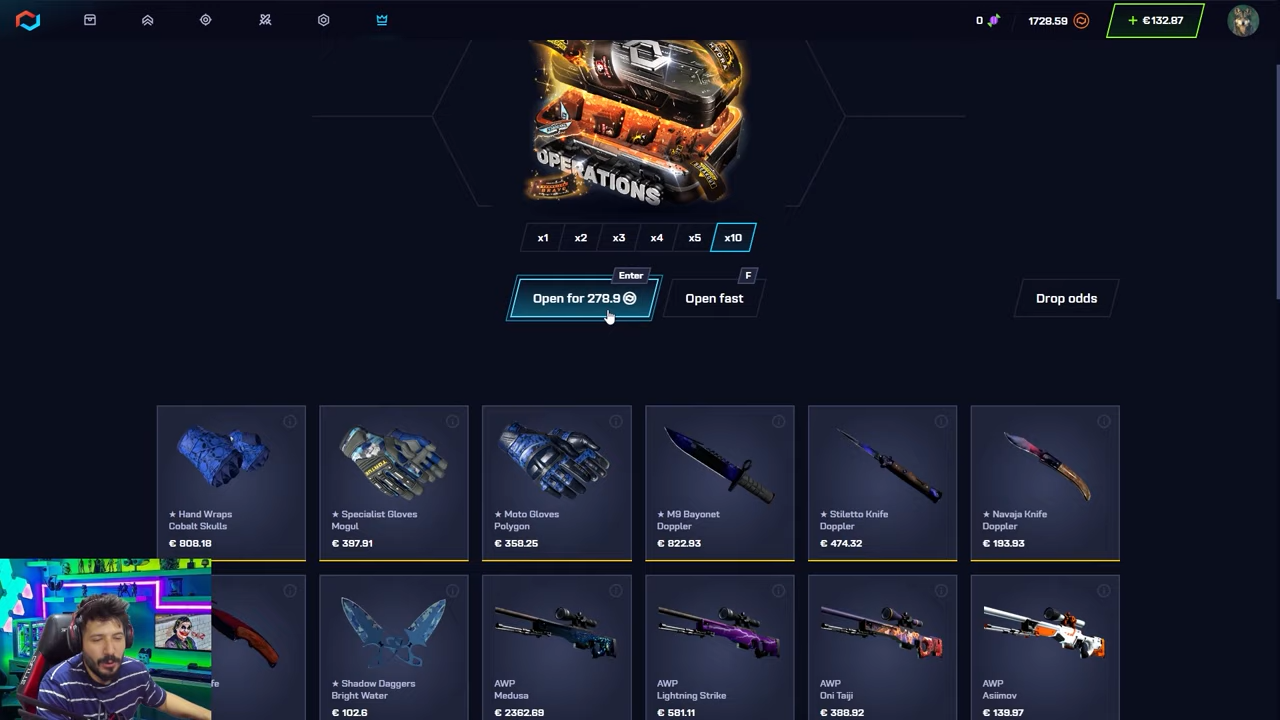 0
1728.59
+ €132.87
HYDRA
OPERATIONS
x1
x2
x3
x4
x5
x10
Enter
F
Open for 278.9
Open fast
Drop odds
★ Hand Wraps
Cobalt Skulls
€ 808.18
★ Specialist Gloves
Mogul
€ 397.91
★ Moto Gloves
Polygon
€ 358.25
★ M9 Bayonet
Doppler
€ 822.93
★ Stiletto Knife
Doppler
€ 474.32
★ Navaja Knife
Doppler
€ 193.93
★ Shadow Daggers
Bright Water
€ 102.6
AWP
Medusa
€ 2362.69
AWP
Lightning Strike
€ 581.11
AWP
Oni Taiji
€ 388.92
AWP
Asiimov
€ 139.97